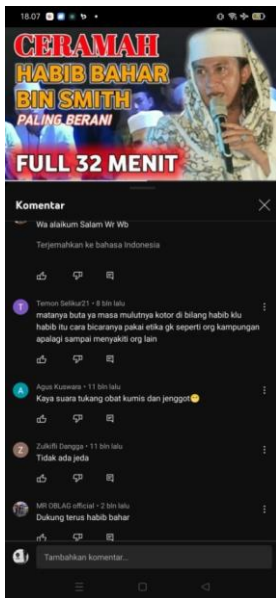 18.07
CERAMAH
HABIB BAHAR
BIN SMITH
PALING BERANI
FULL 32 MENIT
Komentar
Wa alaikum Salam Wr Wb
Terjemahkan ke bahasa Indonesia
T
Temon Selikur21 • 8 bln lalu
matanya buta ya masa mulutnya kotor di bilang habib klu
habib itu cara bicaranya pakai etika gk seperti org kampungan
apalagi sampai menyakiti org lain
A
Agus Kuswara • 11 bln lalu
Kaya suara tukang obat kumis dan jenggot😁
Z
Zulkifli Dangga • 11 bln lalu
Tidak ada jeda
MR OBLAG official • 2 bln lalu
Dukung terus habib bahar
Tambahkan komentar...